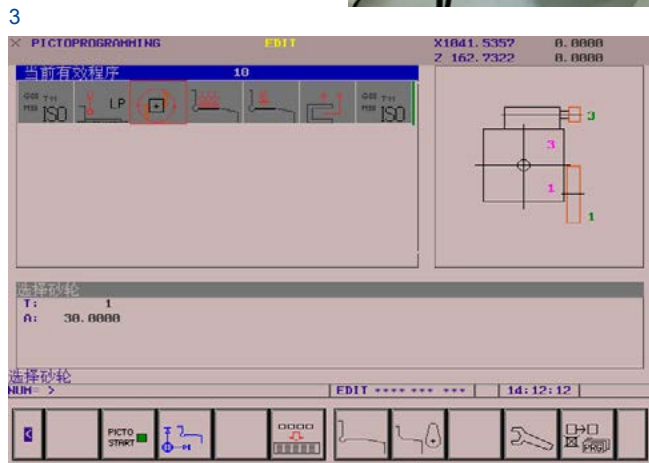 3
PICTOPROGRAMMING EDIT X1041.5357 0.0000
Z 162.7322 0.0000
当前有效程序 10
ISO LP ISO
3
3
1
1
选择砂轮
T: 1
A: 30.0000
选择砂轮
NUM= > EDIT **** *** *** 14:12:12
PICTO
START
PRG